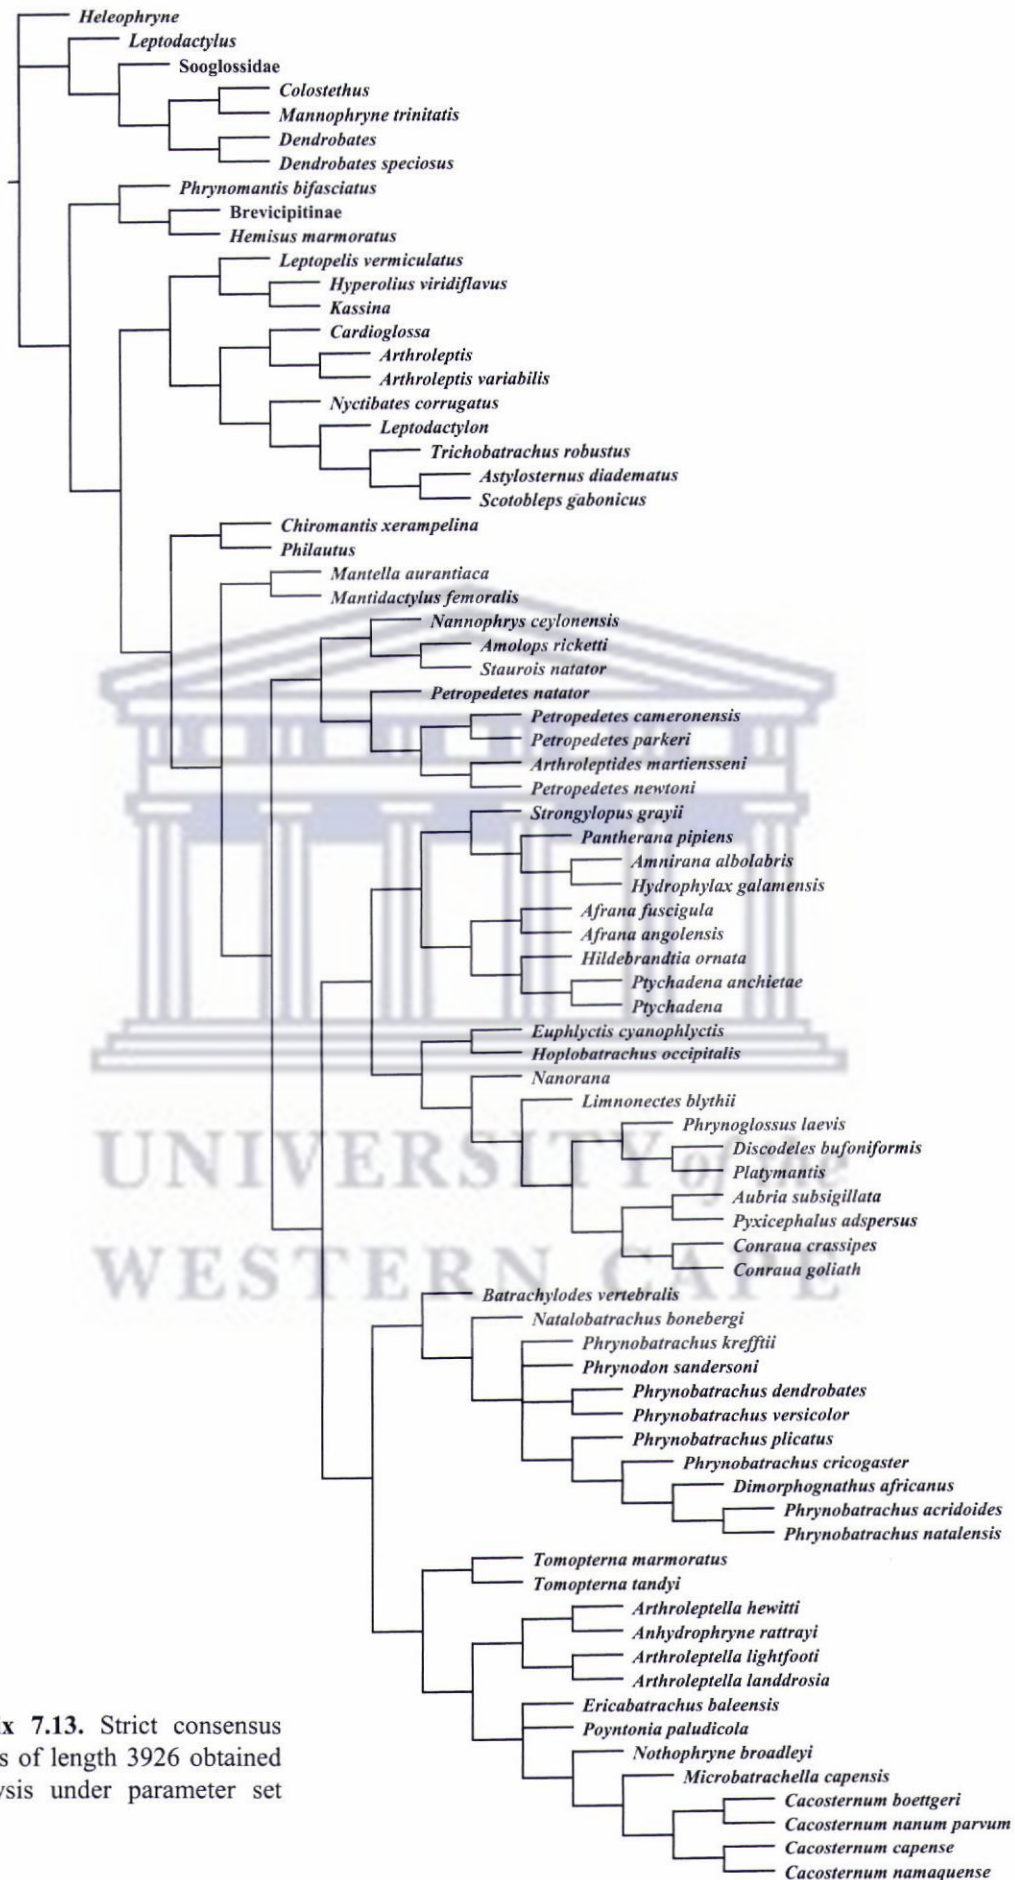 Heleophryne
Leptodactylus
Sooglossidae
Colostethus
Mannophryne trinitatis
Dendrobates
Dendrobates speciosus
Phrynomantis bifasciatus
Brevicipitinae
Hemisus marmoratus
Leptopelis vermiculatus
Hyperolius viridiflavus
Kassina
Cardioglossa
Arthroleptis
Arthroleptis variabilis
Nyctibates corrugatus
Leptodactylon
Trichobatrachus robustus
Astylosternus diadematus
Scotobleps gabonicus
Chiromantis xerampelina
Philautus
Mantella aurantiaca
Mantidactylus femoralis
Nannophrys ceylonensis
Amolops ricketti
Staurois natator
Petropedetes natator
Petropedetes cameronensis
Petropedetes parkeri
Arthroleptides martiensseni
Petropedetes newtoni
Strongylopus grayii
Pantherana pipiens
Amnirana albolabris
Hydrophylax galamensis
Afrana fuscigula
Afrana angolensis
Hildebrandtia ornata
Ptychadena anchietae
Ptychadena
Euphlyctis cyanophlyctis
Hoplobatrachus occipitalis
Nanorana
Limnonectes blythii
Phrynoglossus laevis
Discodeles bufoniformis
Platymantis
Aubria subsigillata
Pyxicephalus adspersus
Conraua crassipes
Conraua goliath
Batrachylodes vertebralis
Natalobatrachus bonebergi
Phrynobatrachus krefftii
Phrynodon sandersoni
Phrynobatrachus dendrobates
Phrynobatrachus versicolor
Phrynobatrachus plicatus
Phrynobatrachus cricogaster
Dimorphognathus africanus
Phrynobatrachus acridoides
Phrynobatrachus natalensis
Tomopterna marmoratus
Tomopterna tandyi
Arthroleptella hewitti
Anhydrophryne rattrayi
Arthroleptella lightfooti
Arthroleptella landdrosia
Ericabatrachus baleensis
Poyntonia paludicola
Nothophryne broadleyi
Microbatrachella capensis
Cacosternum boettgeri
Cacosternum nanum parvum
Cacosternum capense
Cacosternum namaquense
UNIVERSITY of the
WESTERN CAPE
ix 7.13. Strict consensus
s of length 3926 obtained
ysis under parameter set